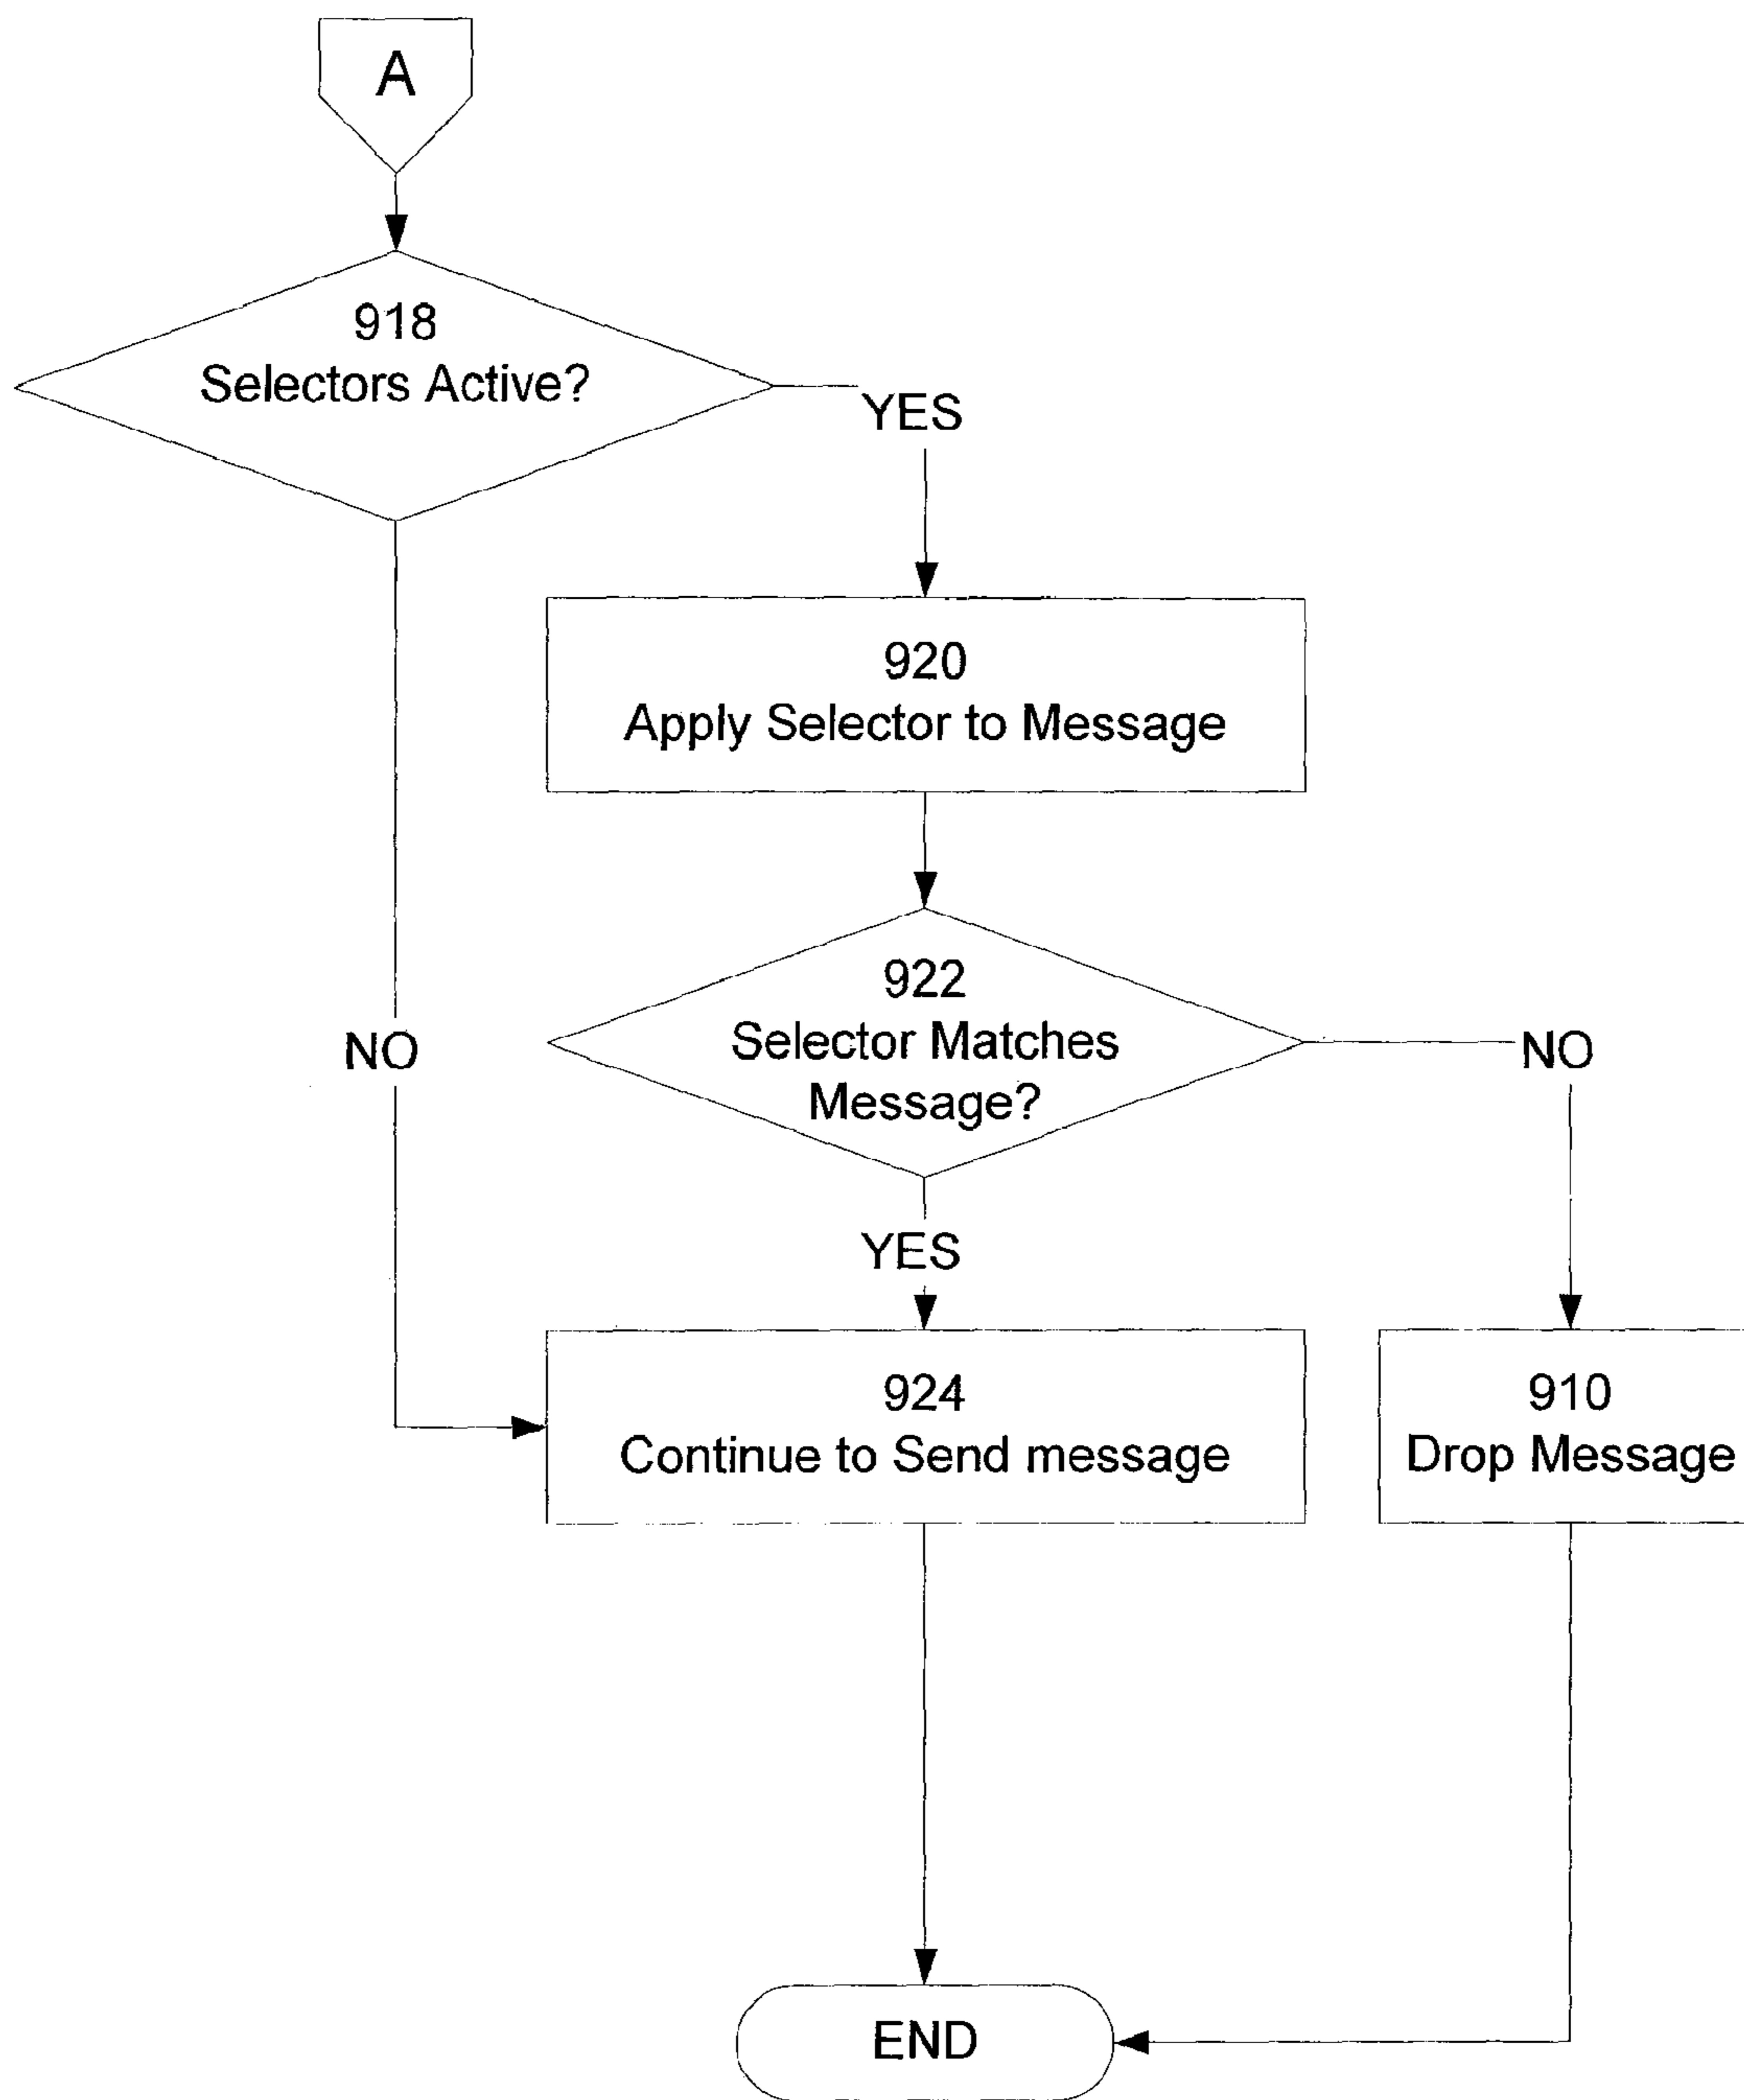 A
918
Selectors Active?
YES
920
Apply Selector to Message
922
Selector Matches
Message?
NO
NO
YES
924
Continue to Send message
910
Drop Message
END